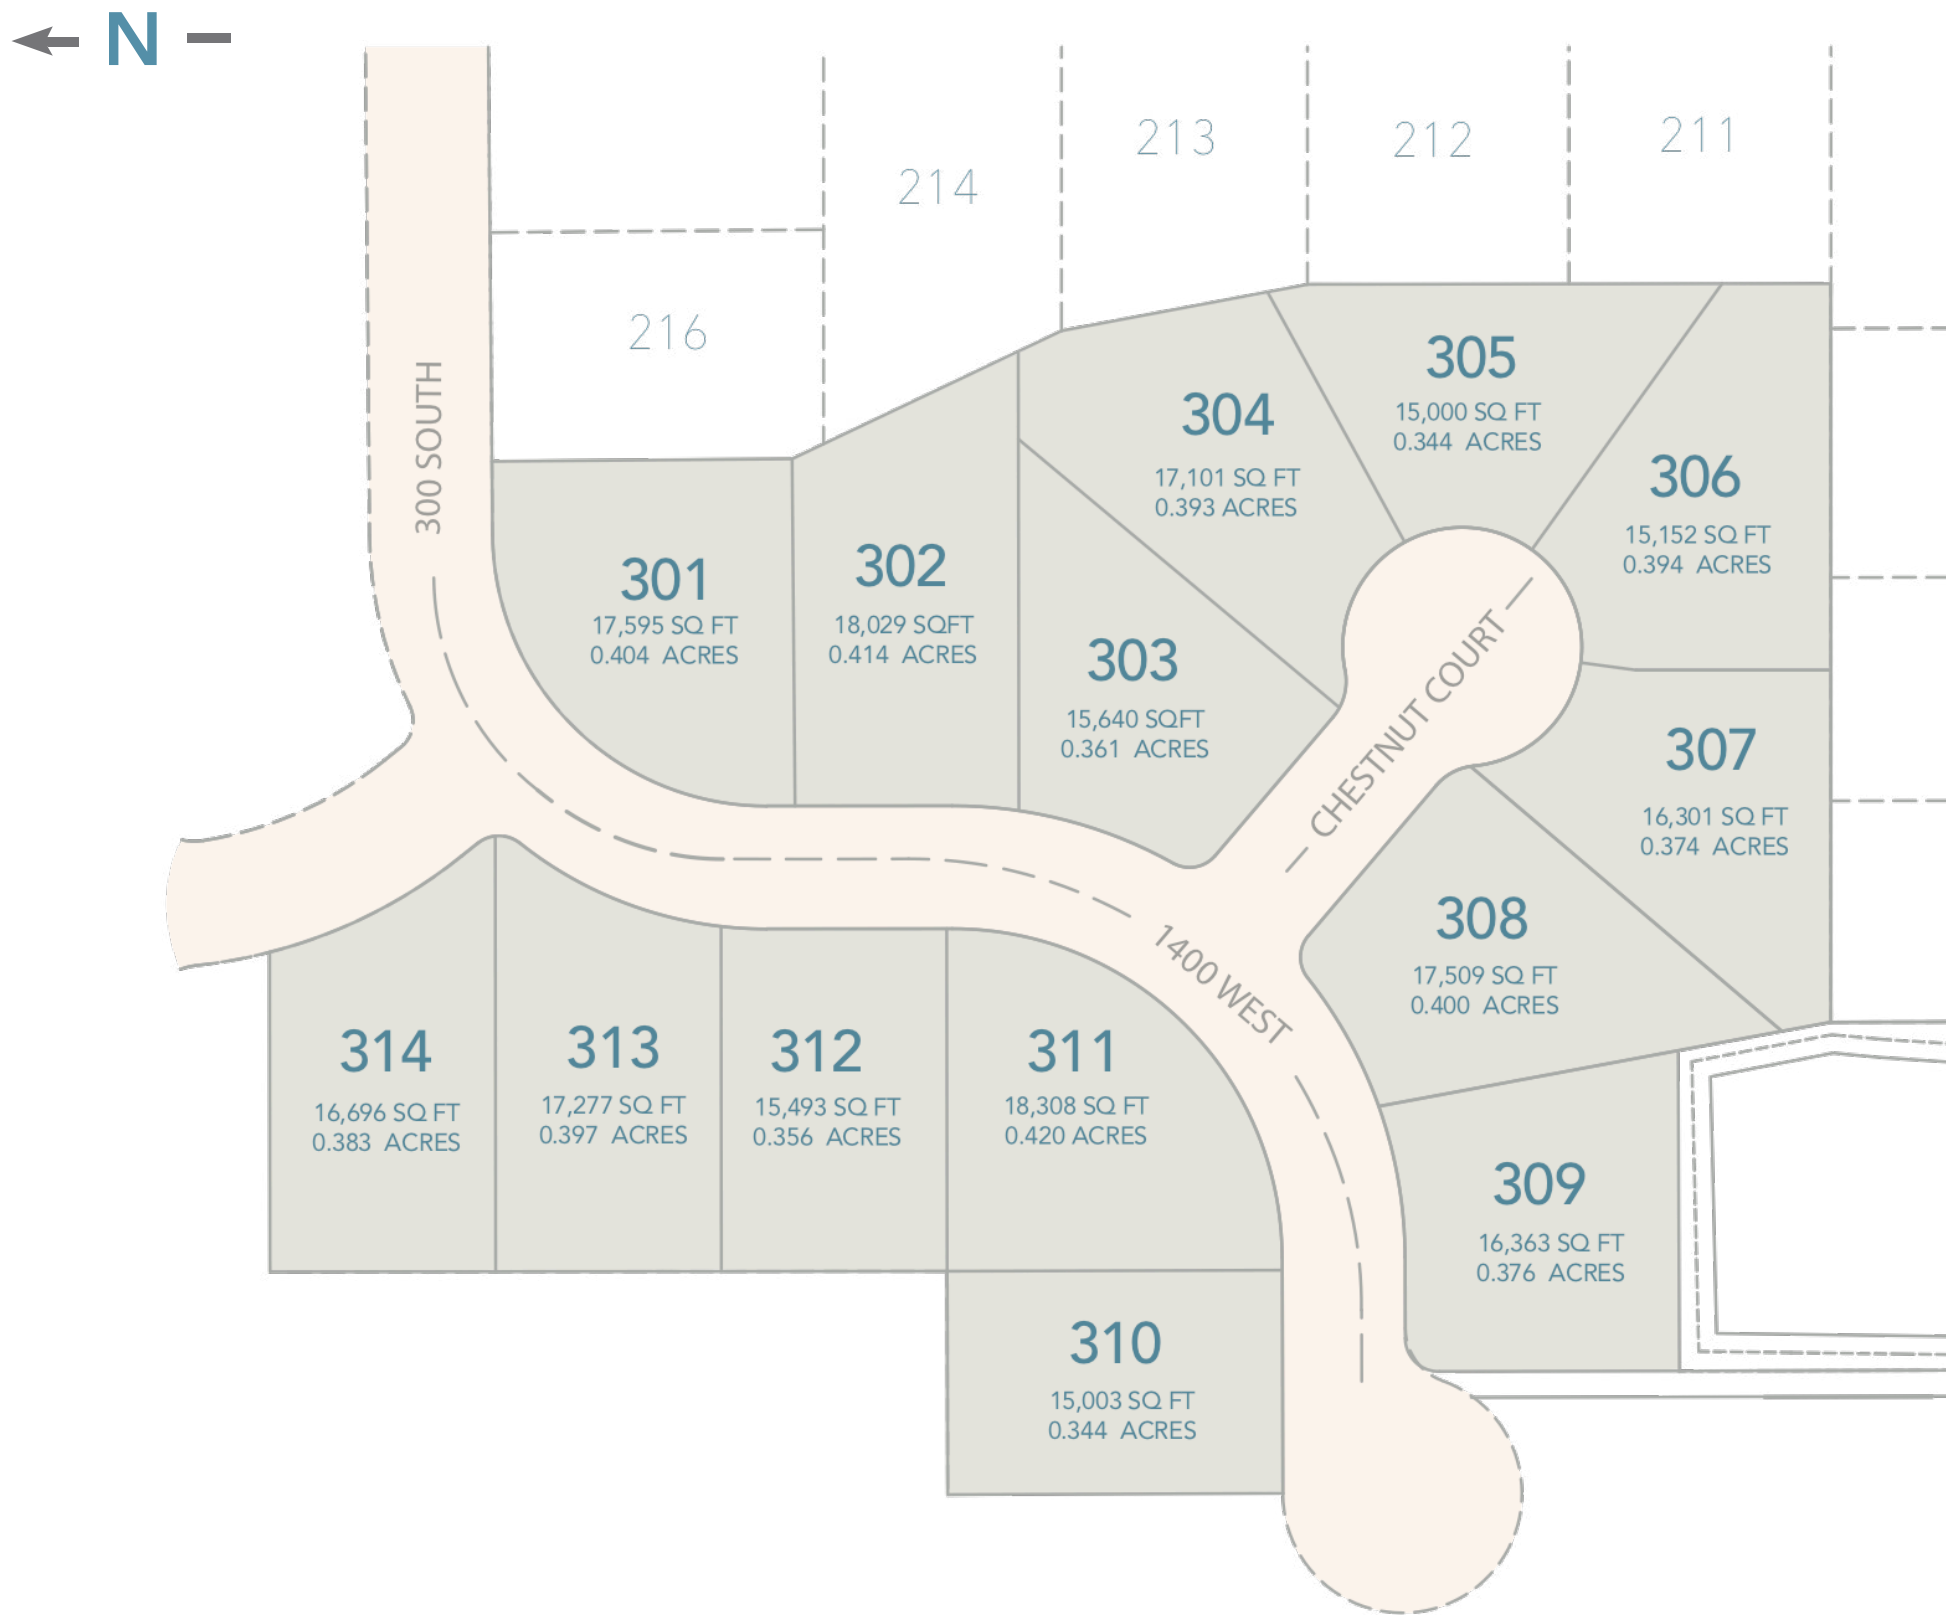 N
213
212
211
214
216
300 SOUTH
305
15,000 SQ FT
0.344 ACRES
304
17,101 SQ FT
0.393 ACRES
306
15,152 SQ FT
0.394 ACRES
301
17,595 SQ FT
0.404 ACRES
302
18,029 SQFT
0.414 ACRES
303
15,640 SQFT
0.361 ACRES
CHESTNUT COURT
307
16,301 SQ FT
0.374 ACRES
308
17,509 SQ FT
0.400 ACRES
1400 WEST
314
16,696 SQ FT
0.383 ACRES
313
17,277 SQ FT
0.397 ACRES
312
15,493 SQ FT
0.356 ACRES
311
18,308 SQ FT
0.420 ACRES
309
16,363 SQ FT
0.376 ACRES
310
15,003 SQ FT
0.344 ACRES